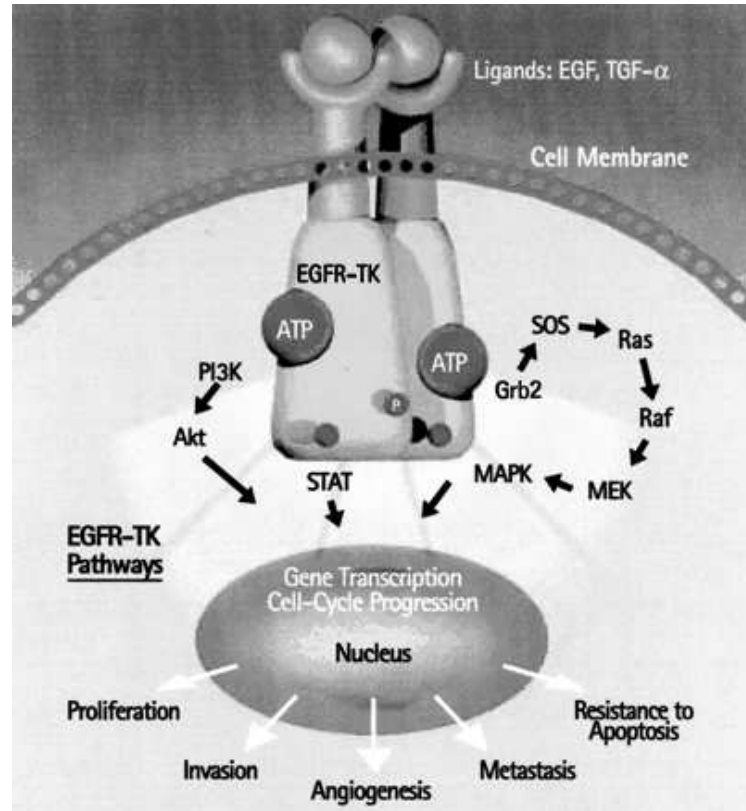 Ligands: EGF, TGF-α
Cell Membrane
EGFR-TK
ATP
ATP
SOS
Ras
PI3K
Grb2
P
Raf
Akt
STAT
MAPK
MEK
EGFR-TK
Pathways
Gene Transcription
Cell-Cycle Progression
Nucleus
Proliferation
Resistance to
Apoptosis
Invasion
Metastasis
Angiogenesis